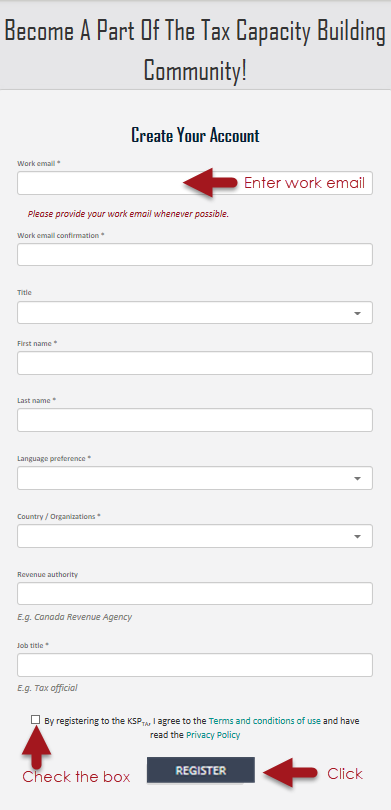 Become A Part Of The Tax Capacity Building
Community!
Create Your Account
Work email *
Enter work email
Please provide your work email whenever possible.
Work email confirmation *
Title
First name *
Last name *
Language preference *
Country / Organizations *
Revenue authority
E.g. Canada Revenue Agency
Job title *
E.g. Tax official
By registering to the KSPTA, I agree to the Terms and conditions of use and have
read the Privacy Policy
Check the box
REGISTER
Click